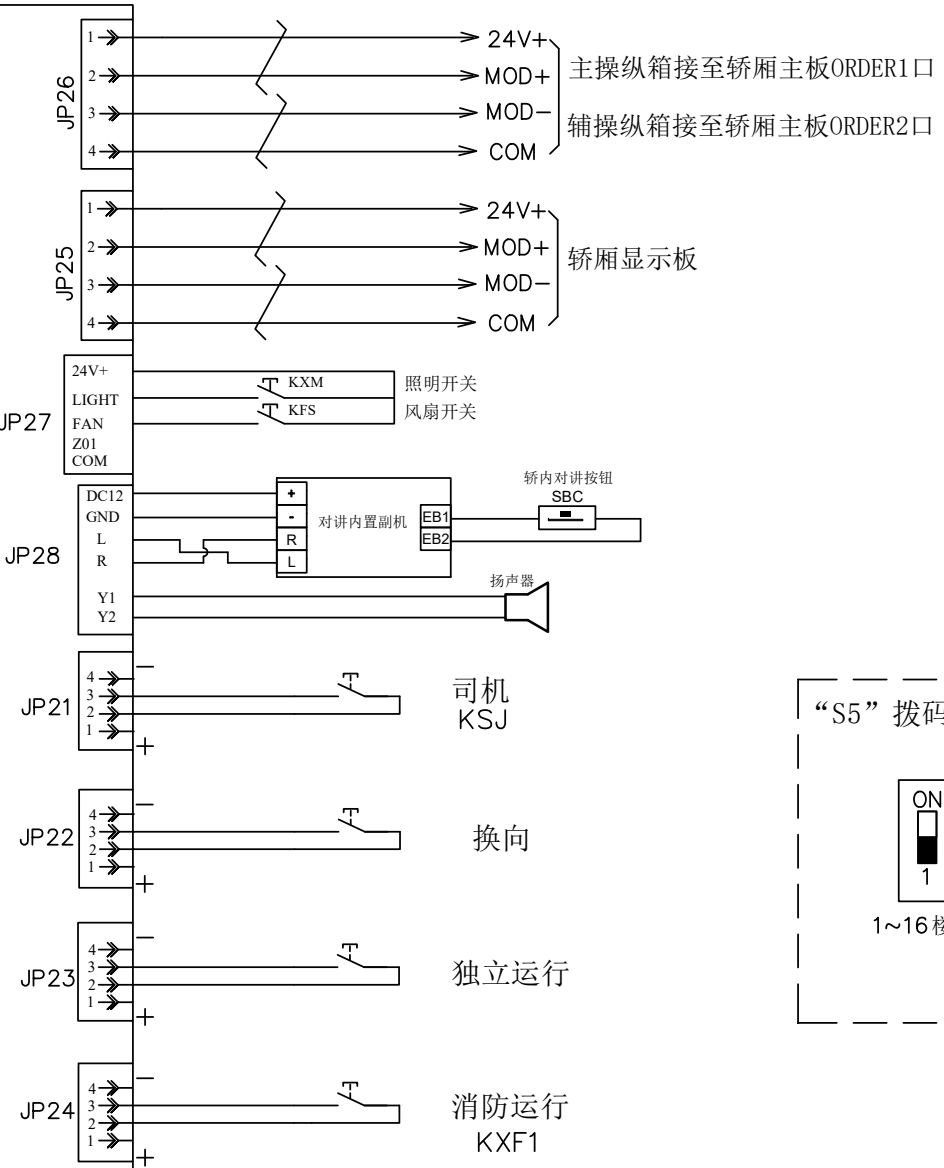 JP26
1
24V+
2
MOD+
主操纵箱接至轿厢主板ORDER1口
3
MOD-
辅操纵箱接至轿厢主板ORDER2口
4
COM
JP25
1
24V+
2
MOD+
轿厢显示板
3
MOD-
4
COM
JP27
24V+
LIGHT
FAN
Z01
COM
KXM
照明开关
KFS
风扇开关
JP28
DC12
GND
L
R
Y1
Y2
+
-
R
L
对讲内置副机
EB1
EB2
轿内对讲按钮
SBC
扬声器
JP21
4
3
2
1
-
+
司机
KSJ
JP22
4
3
2
1
-
+
换向
JP23
4
3
2
1
-
+
独立运行
JP24
4
3
2
1
-
+
消防运行
KXF1
“S5”拨码
ON
1
1~16楼